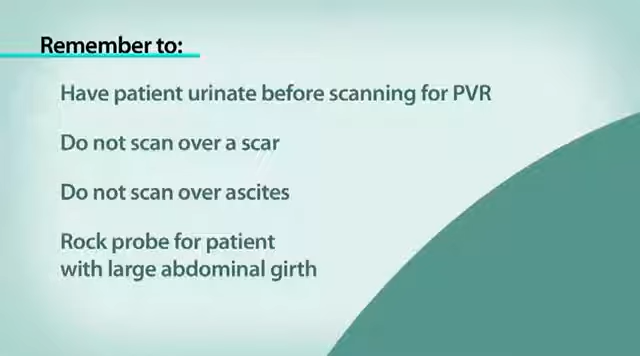 Remember to:
Have patient urinate before scanning for PVR
Do not scan over a scar
Do not scan over ascites
Rock probe for patient
with large abdominal girth